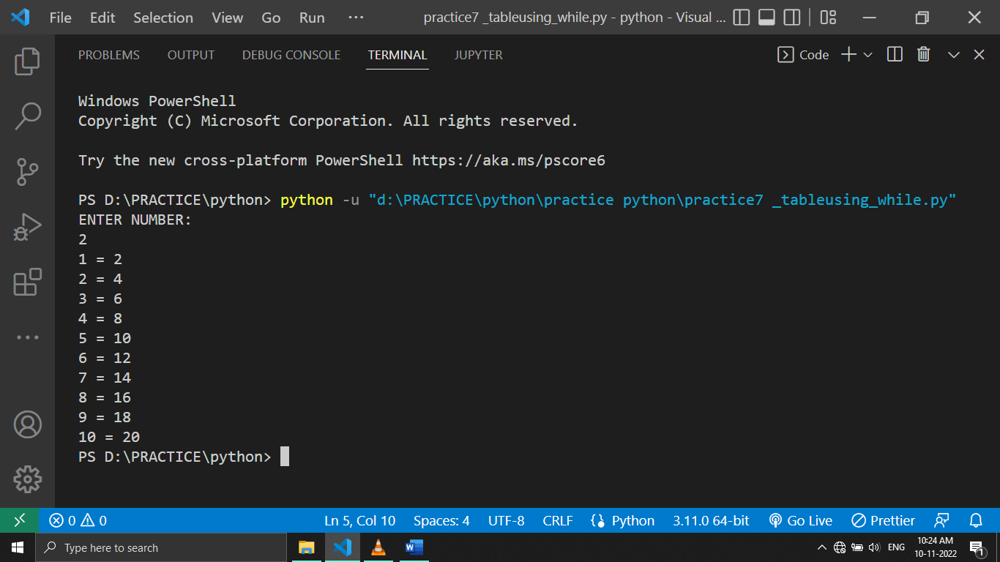 File Edit Selection View Go Run ··· practice7 _tableusing_while.py - python - Visual ...
PROBLEMS OUTPUT DEBUG CONSOLE TERMINAL JUPYTER Code
Windows PowerShell
Copyright (C) Microsoft Corporation. All rights reserved.
Try the new cross-platform PowerShell https://aka.ms/pscore6
PS D:\PRACTICE\python> python -u "d:\PRACTICE\python\practice python\practice7 _tableusing_while.py"
ENTER NUMBER:
2
1 = 2
2 = 4
3 = 6
4 = 8
5 = 10
6 = 12
7 = 14
8 = 16
9 = 18
10 = 20
PS D:\PRACTICE\python>
0 0 Ln 5, Col 10 Spaces: 4 UTF-8 CRLF Python 3.11.0 64-bit Go Live Prettier
Type here to search ENG 10:24 AM
10-11-2022 1